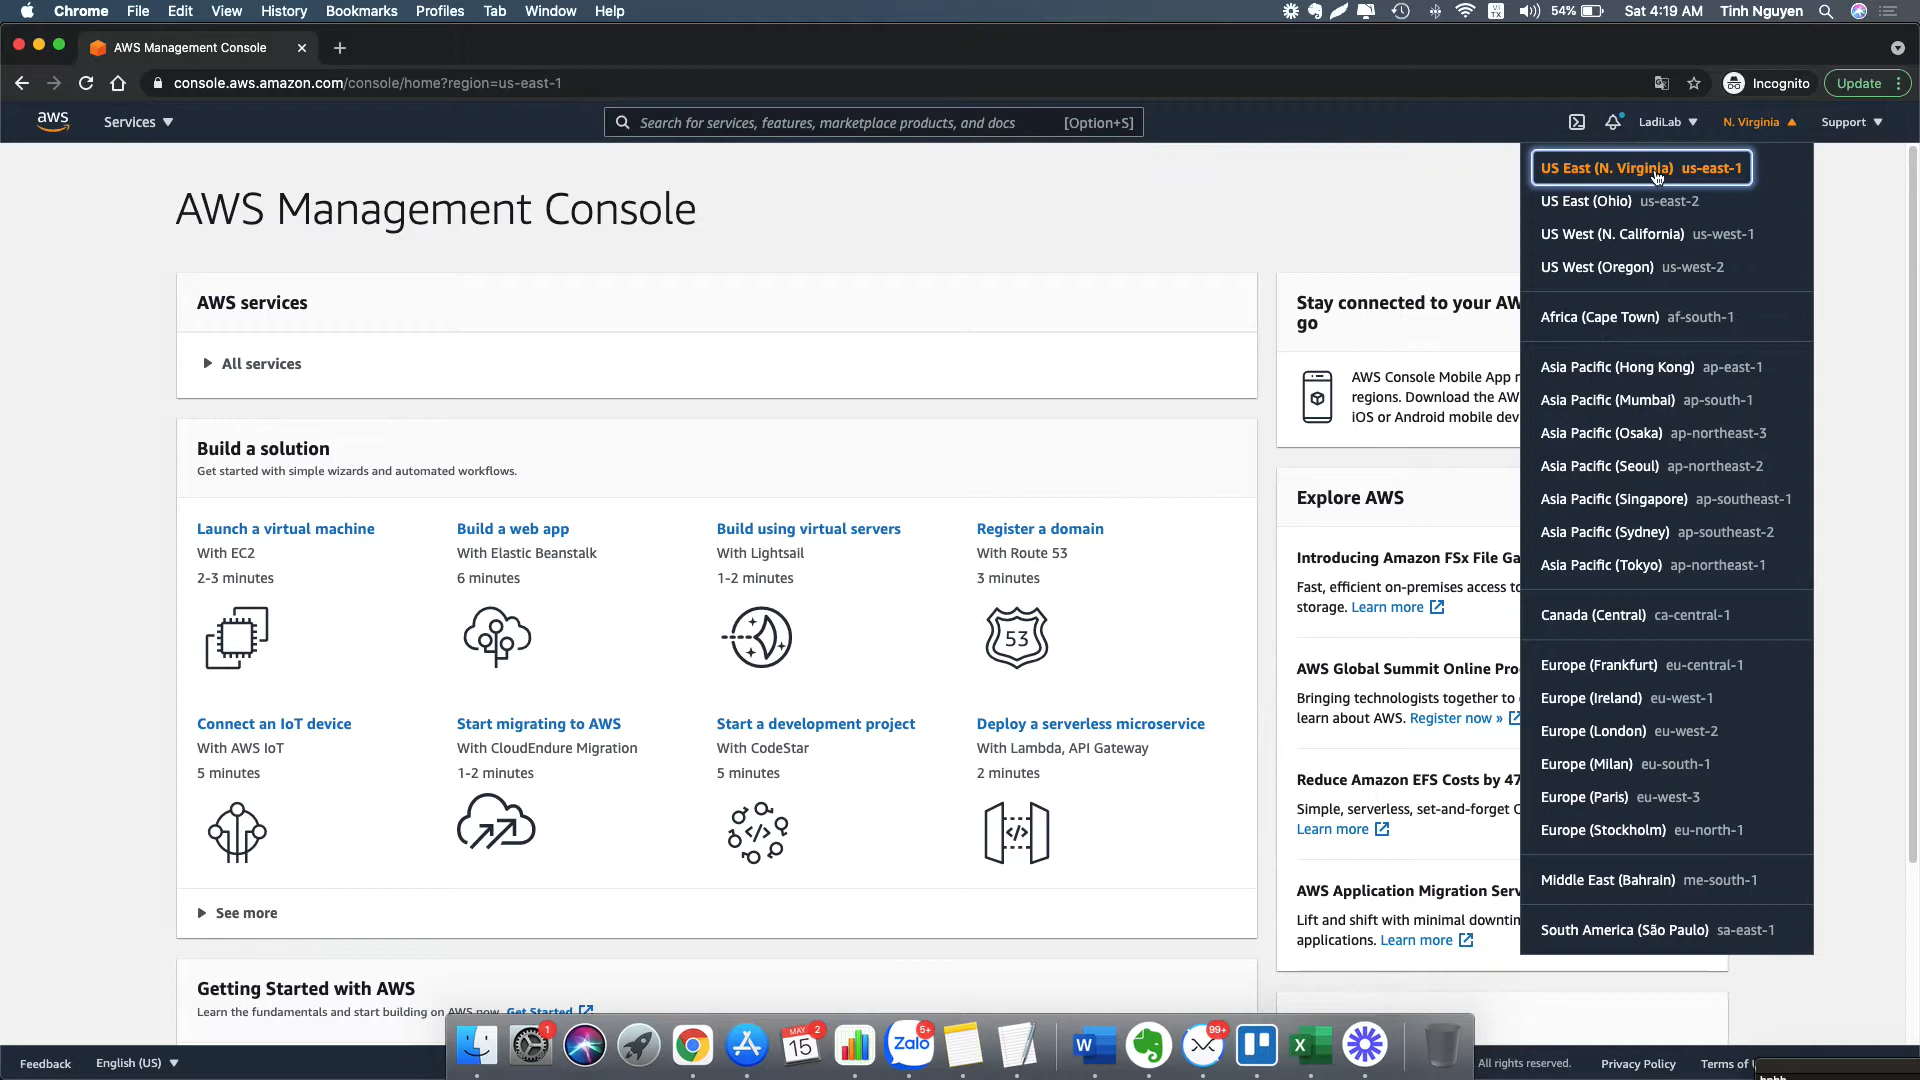 Chrome File Edit View History Bookmarks Profiles Tab Window Help
54% Sat 4:19 AM Tinh Nguyen
AWS Management Console
console.aws.amazon.com/console/home?region=us-east-1
Incognito
Update
aws
Services
Search for services, features, marketplace products, and docs [Option+S]
LadiLab
N. Virginia
Support
AWS Management Console
AWS services
All services
Build a solution
Get started with simple wizards and automated workflows.
Launch a virtual machine
With EC2
2-3 minutes
Build a web app
With Elastic Beanstalk
6 minutes
Build using virtual servers
With Lightsail
1-2 minutes
Register a domain
With Route 53
3 minutes
53
Connect an IoT device
With AWS IoT
5 minutes
Start migrating to AWS
With CloudEndure Migration
1-2 minutes
Start a development project
With CodeStar
5 minutes
Deploy a serverless microservice
With Lambda, API Gateway
2 minutes
See more
Getting Started with AWS
Learn the fundamentals and start building on AWS now. Get Started
Stay connected to your AW
go
AWS Console Mobile App
regions. Download the AW
iOS or Android mobile dev
Explore AWS
Introducing Amazon FSx File Ga
Fast, efficient on-premises access to
storage. Learn more
AWS Global Summit Online Pro
Bringing technologists together to
learn about AWS. Register now »
Reduce Amazon EFS Costs by 47
Simple, serverless, set-and-forget
Learn more
AWS Application Migration Serv
Lift and shift with minimal downtin
applications. Learn more
US East (N. Virginia) us-east-1
US East (Ohio) us-east-2
US West (N. California) us-west-1
US West (Oregon) us-west-2
Africa (Cape Town) af-south-1
Asia Pacific (Hong Kong) ap-east-1
Asia Pacific (Mumbai) ap-south-1
Asia Pacific (Osaka) ap-northeast-3
Asia Pacific (Seoul) ap-northeast-2
Asia Pacific (Singapore) ap-southeast-1
Asia Pacific (Sydney) ap-southeast-2
Asia Pacific (Tokyo) ap-northeast-1
Canada (Central) ca-central-1
Europe (Frankfurt) eu-central-1
Europe (Ireland) eu-west-1
Europe (London) eu-west-2
Europe (Milan) eu-south-1
Europe (Paris) eu-west-3
Europe (Stockholm) eu-north-1
Middle East (Bahrain) me-south-1
South America (São Paulo) sa-east-1
1
MAY
15
2
Zalo
5+
W
99+
X
Feedback
English (US)
All rights reserved.
Privacy Policy
Terms of